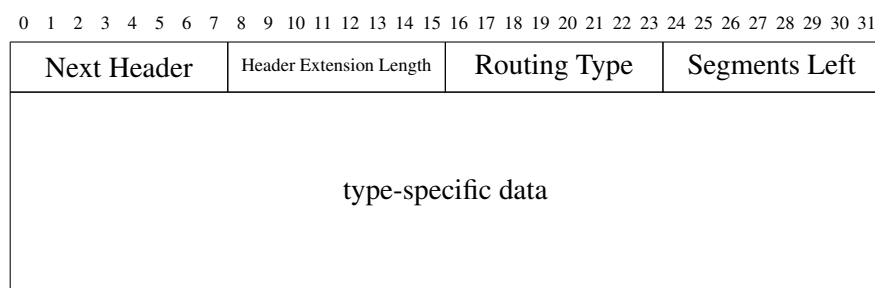 0 1 2 3 4 5 6 7 8 9 10 11 12 13 14 15 16 17 18 19 20 21 22 23 24 25 26 27 28 29 30 31
Next Header Header Extension Length Routing Type Segments Left
type-specific data